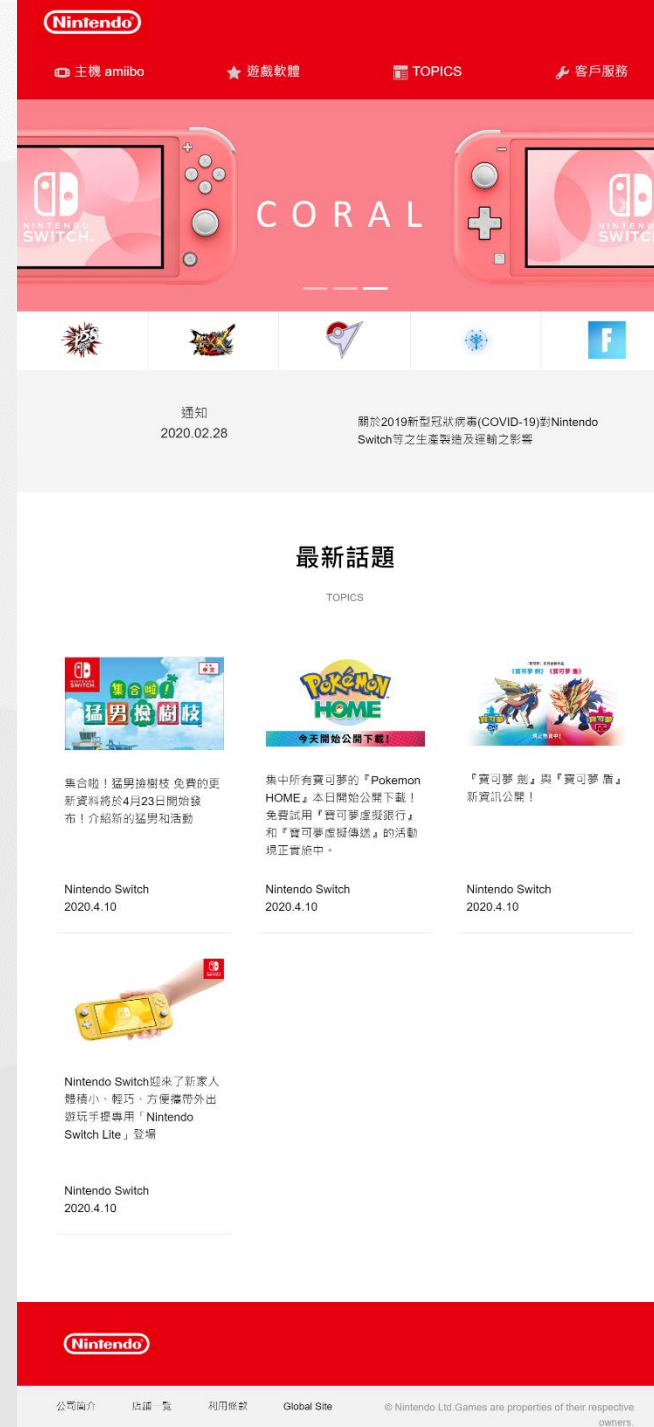 Nintendo
主機 amiibo
遊戲軟體
TOPICS
客戶服務
NINTENDO
SWITCH
CORAL
NINTENDO
SWITCH
F
通知
2020.02.28
關於2019新型冠狀病毒(COVID-19)對Nintendo
Switch等之生產製造及運輸之影響
最新話題
TOPICS
NINTENDO
SWITCH
集合啦！
猛男撿樹枝
集合啦！猛男撿樹枝 免費的更
新資料將於4月23日開始發
布！介紹新的猛男和活動
Nintendo Switch
2020.4.10
POKÉMON
HOME
今天開始公開下載!
集中所有寶可夢的『Pokemon
HOME』本日開始公開下載！
免費試用『寶可夢虛擬銀行』
和『寶可夢虛擬傳送』的活動
現正實施中。
Nintendo Switch
2020.4.10
《寶可夢 劍》《寶可夢 盾》
『寶可夢 劍』與『寶可夢 盾』
新資訊公開！
Nintendo Switch
2020.4.10
Nintendo Switch迎來了新家人
體積小、輕巧、方便攜帶外出
遊玩手提專用「Nintendo
Switch Lite」登場
Nintendo Switch
2020.4.10
Nintendo
公司簡介
店鋪一覧
利用條款
Global Site
© Nintendo Ltd.Games are properties of their respective
owners.